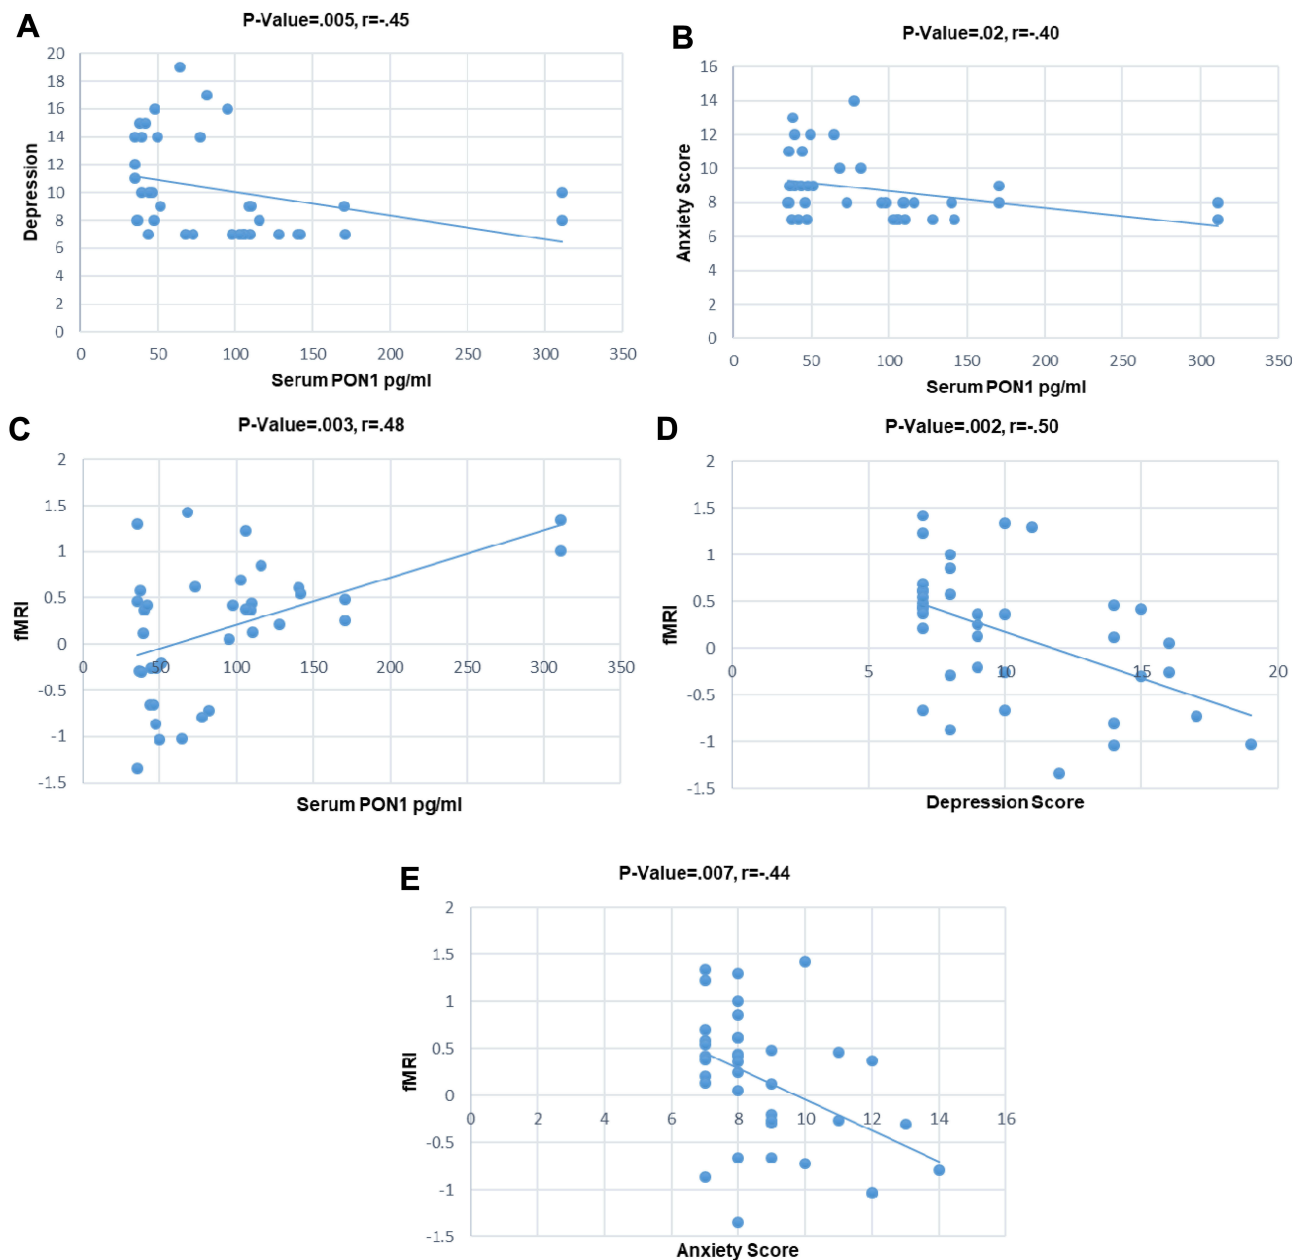 A
P-Value=.005, r=-.45
20
18
16
14
12
10
8
6
4
2
0
Depression
0 50 100 150 200 250 300 350
Serum PON1 pg/ml
B
P-Value=.02, r=-.40
16
14
12
10
8
6
4
2
0
Anxiety Score
0 50 100 150 200 250 300 350
Serum PON1 pg/ml
C
P-Value=.003, r=.48
2
1.5
1
0.5
0
-0.5
-1
-1.5
fMRI
0 50 100 150 200 250 300 350
Serum PON1 pg/ml
D
P-Value=.002, r=-.50
2
1.5
1
0.5
0
-0.5
-1
-1.5
fMRI
0 5 10 15 20
Depression Score
E
P-Value=.007, r=-.44
2
1.5
1
0.5
0
-0.5
-1
-1.5
fMRI
0 2 4 6 8 10 12 14 16
Anxiety Score